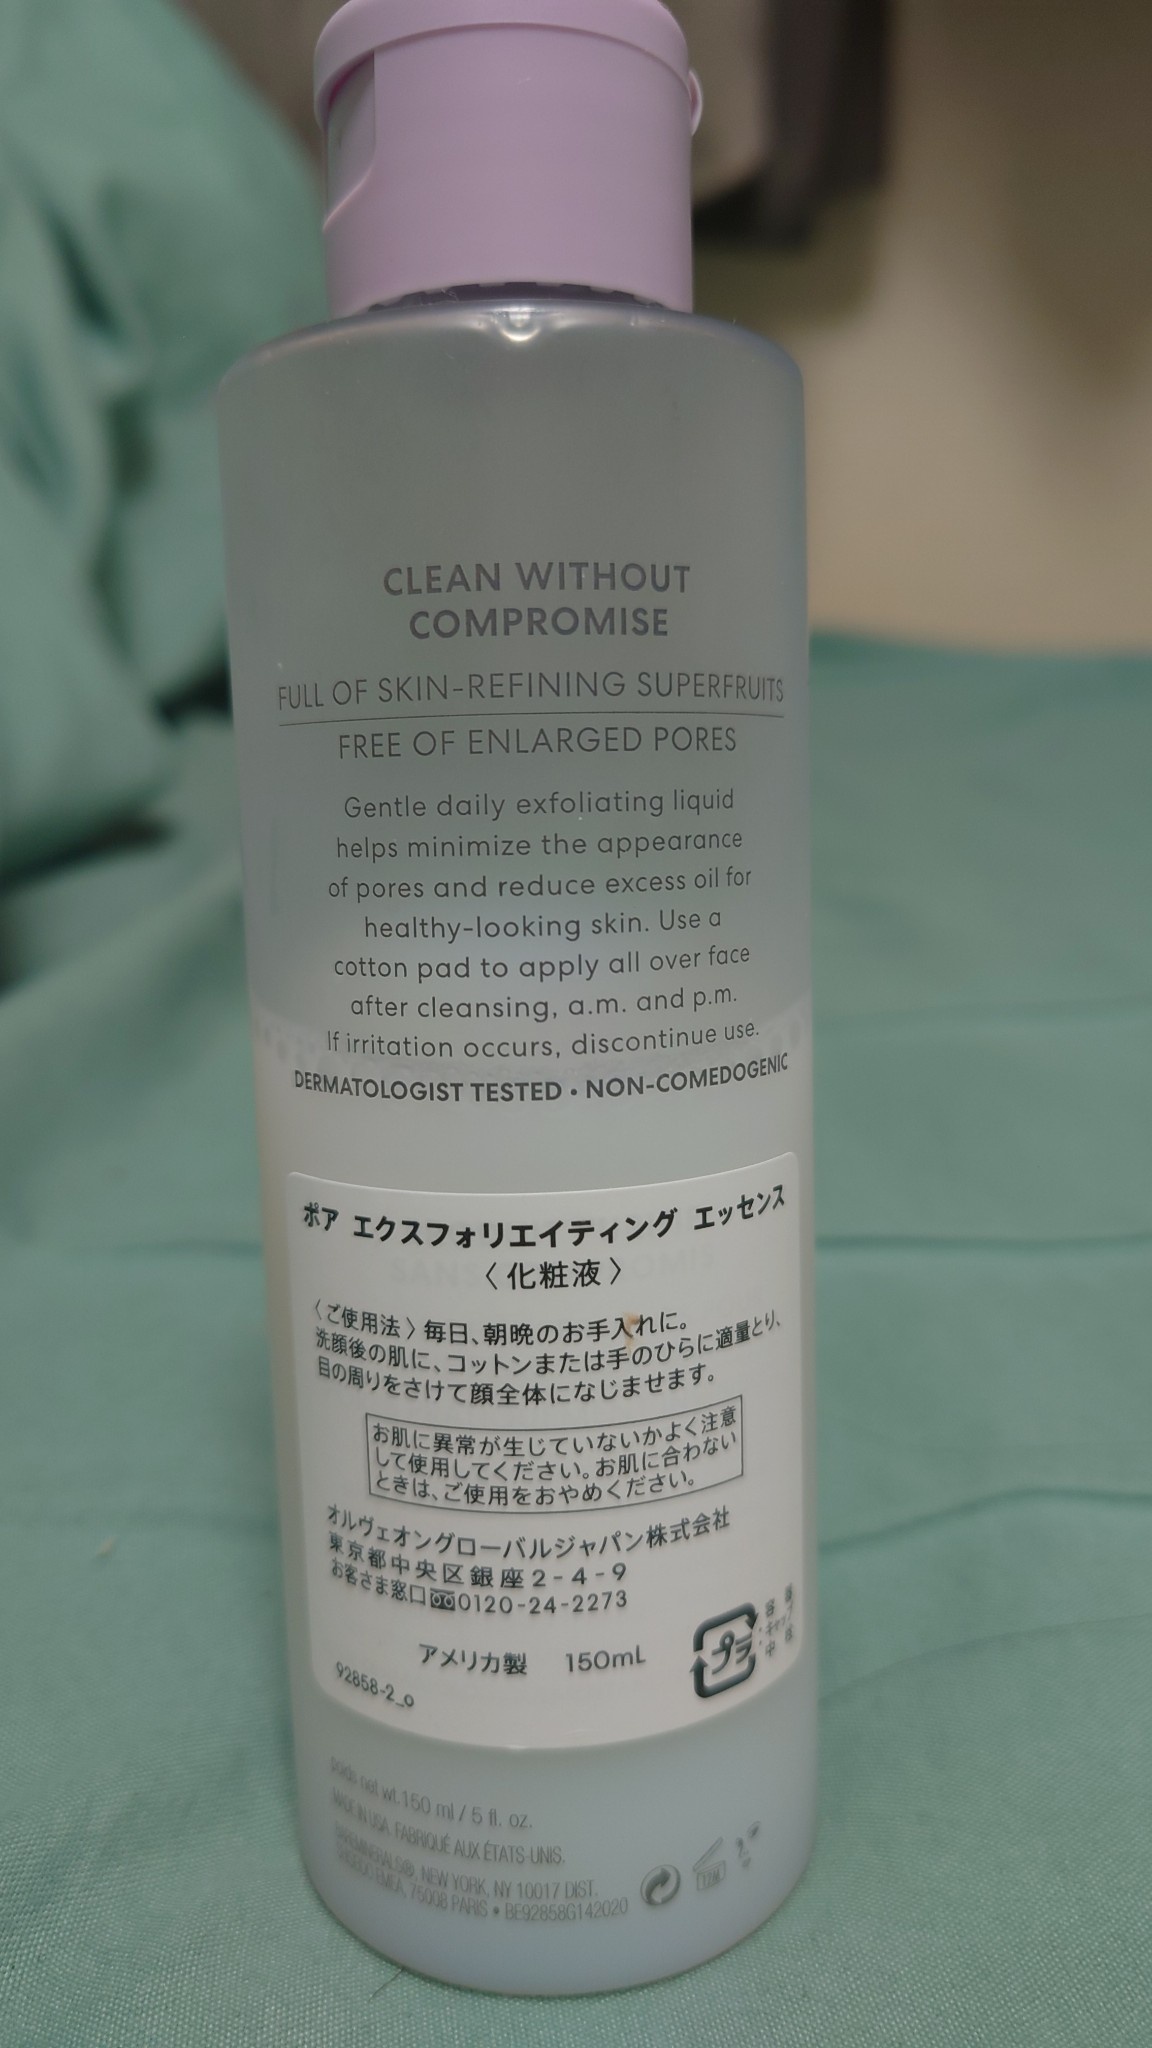 CLEAN WITHOUT
COMPROMISE
FULL OF SKIN-REFINING SUPERFRUITS
FREE OF ENLARGED PORES
Gentle daily exfoliating liquid
helps minimize the appearance
of pores and reduce excess oil for
healthy-looking skin. Use a
cotton pad to apply all over face
after cleansing, a.m. and p.m.
If irritation occurs, discontinue use.
DERMATOLOGIST TESTED • NON-COMEDOGENIC
ポア エクスフォリエイティング エッセンス
〈化粧液〉
〈ご使用法〉毎日、朝晩のお手入れに。
洗顔後の肌に、コットンまたは手のひらに適量とり、
目の周りをさけて顔全体になじませます。
お肌に異常が生じていないかよく注意
して使用してください。お肌に合わない
ときは、ご使用をおやめください。
オルヴェオングローバルジャパン株式会社
東京都中央区銀座2-4-9
お客さま窓口0120-24-2273
アメリカ製 150mL
プラ
92858-2_o
poids net wt. 150 ml / 5 fl. oz.
MADE IN USA. FABRIQUÉ AUX ÉTATS-UNIS.
BAREMINERALS®, NEW YORK, NY 10017 DIST.
SHISEIDO EMEA, 75008 PARIS • BE92858G142020